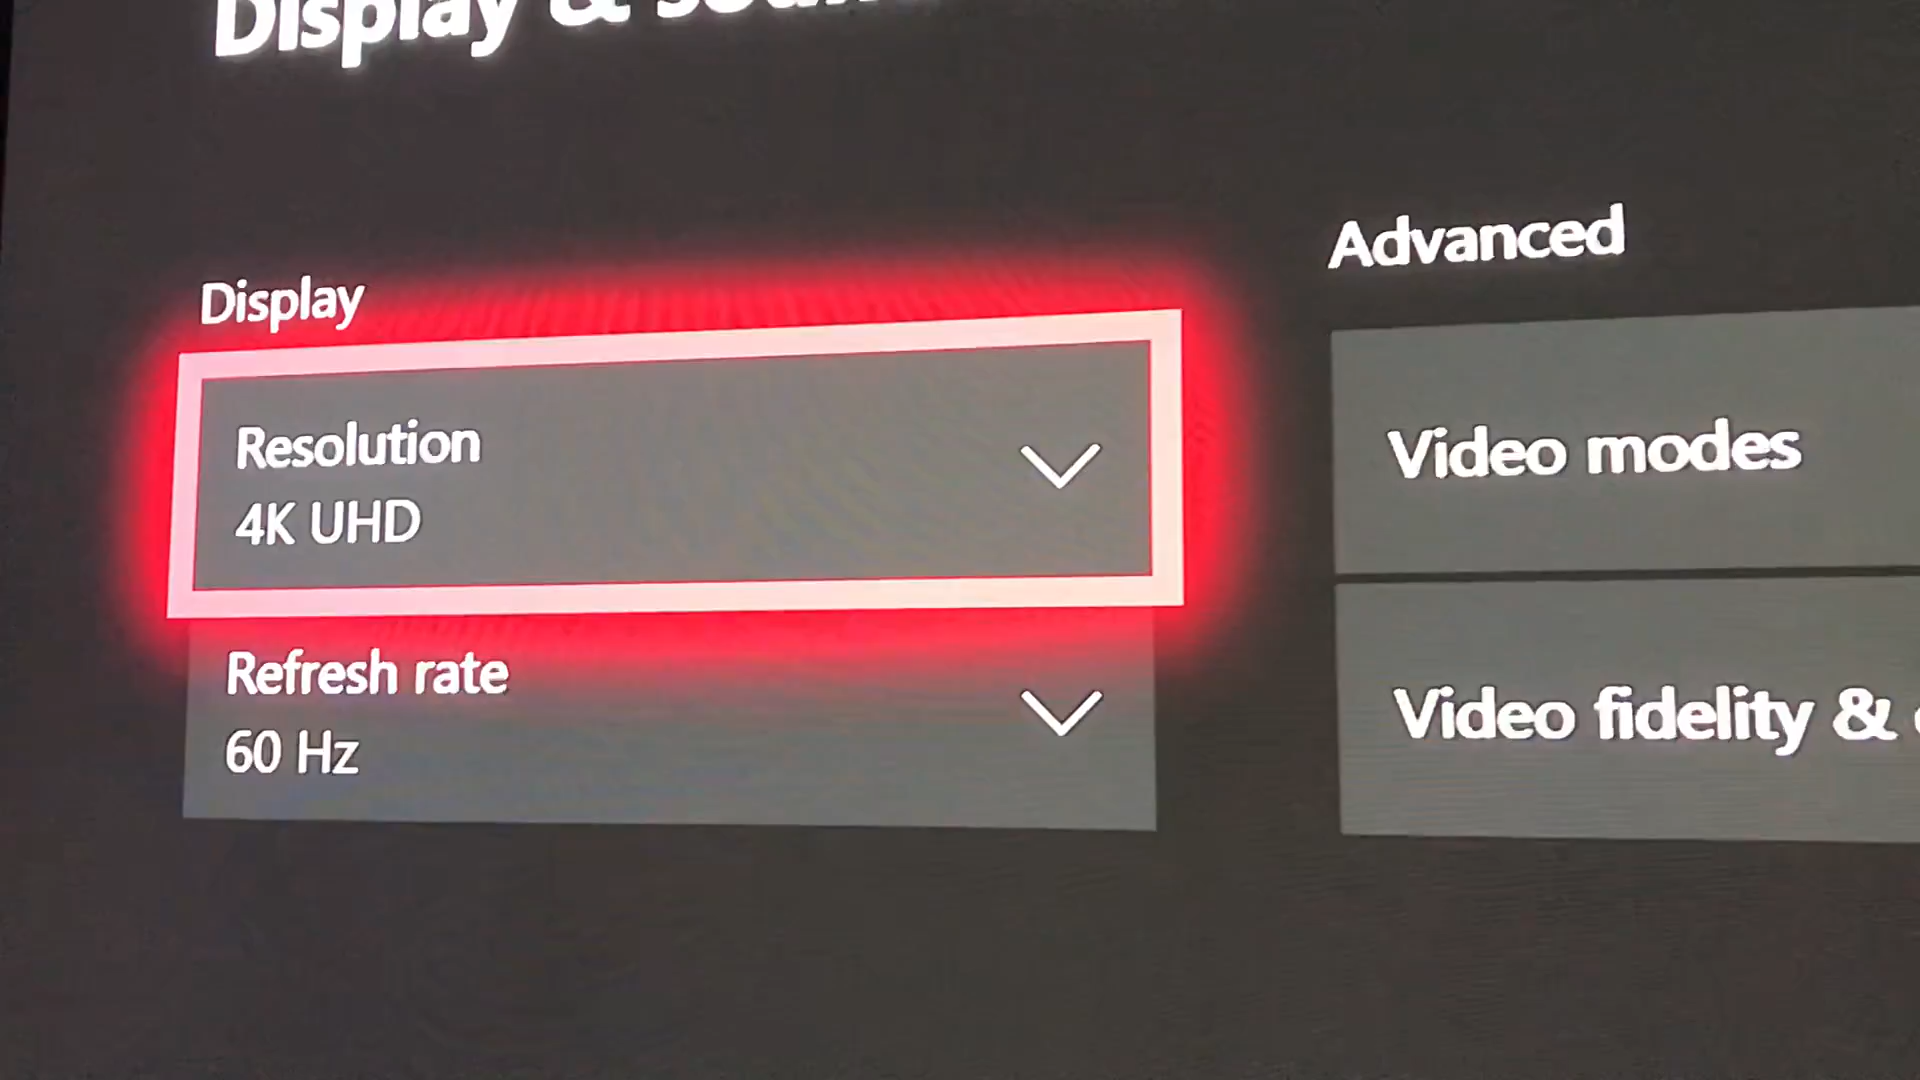 Display &
Display
Resolution
4K UHD
Refresh rate
60 Hz
Advanced
Video modes
Video fidelity &